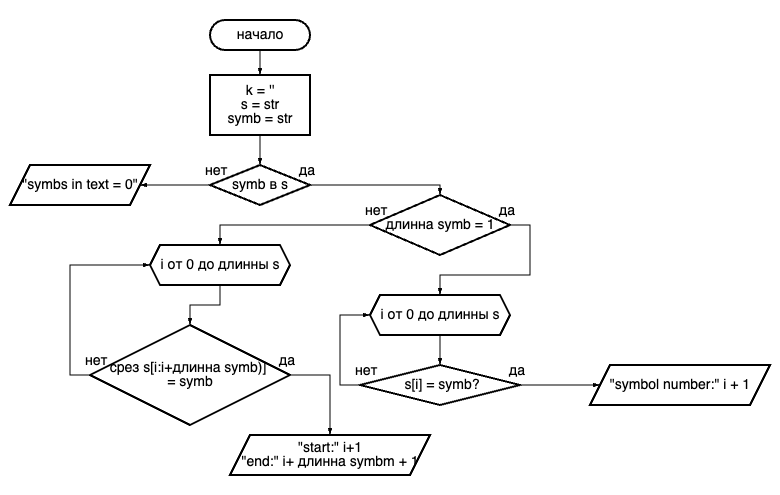 начало
k = ''
s = str
symb = str
нет
да
"symbs in text = 0"
symb в s
нет
да
длинна symb = 1
i от 0 до длинны s
i от 0 до длинны s
нет
да
срез s[i:i+длинна symb)]
= symb
нет
да
s[i] = symb?
"symbol number:" i + 1
"start:" i+1
"end:" i+ длинна symbm + 1